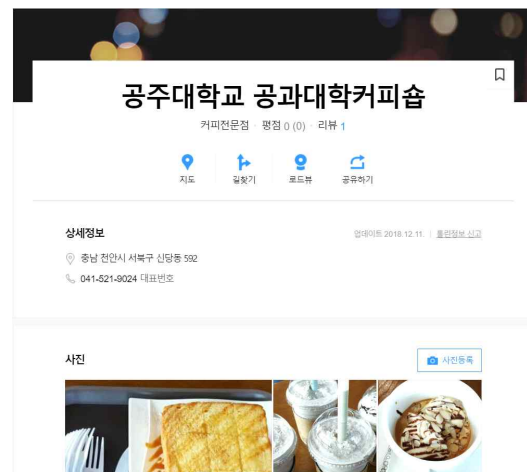 공주대학교 공과대학커피숍
커피전문점 · 평점 0 (0) · 리뷰 1
지도 길찾기 로드뷰 공유하기
상세정보 업데이트 2018.12.11. | 틀린정보 신고
충남 천안시 서북구 신당동 592
041-521-9024 대표번호
사진 사진등록